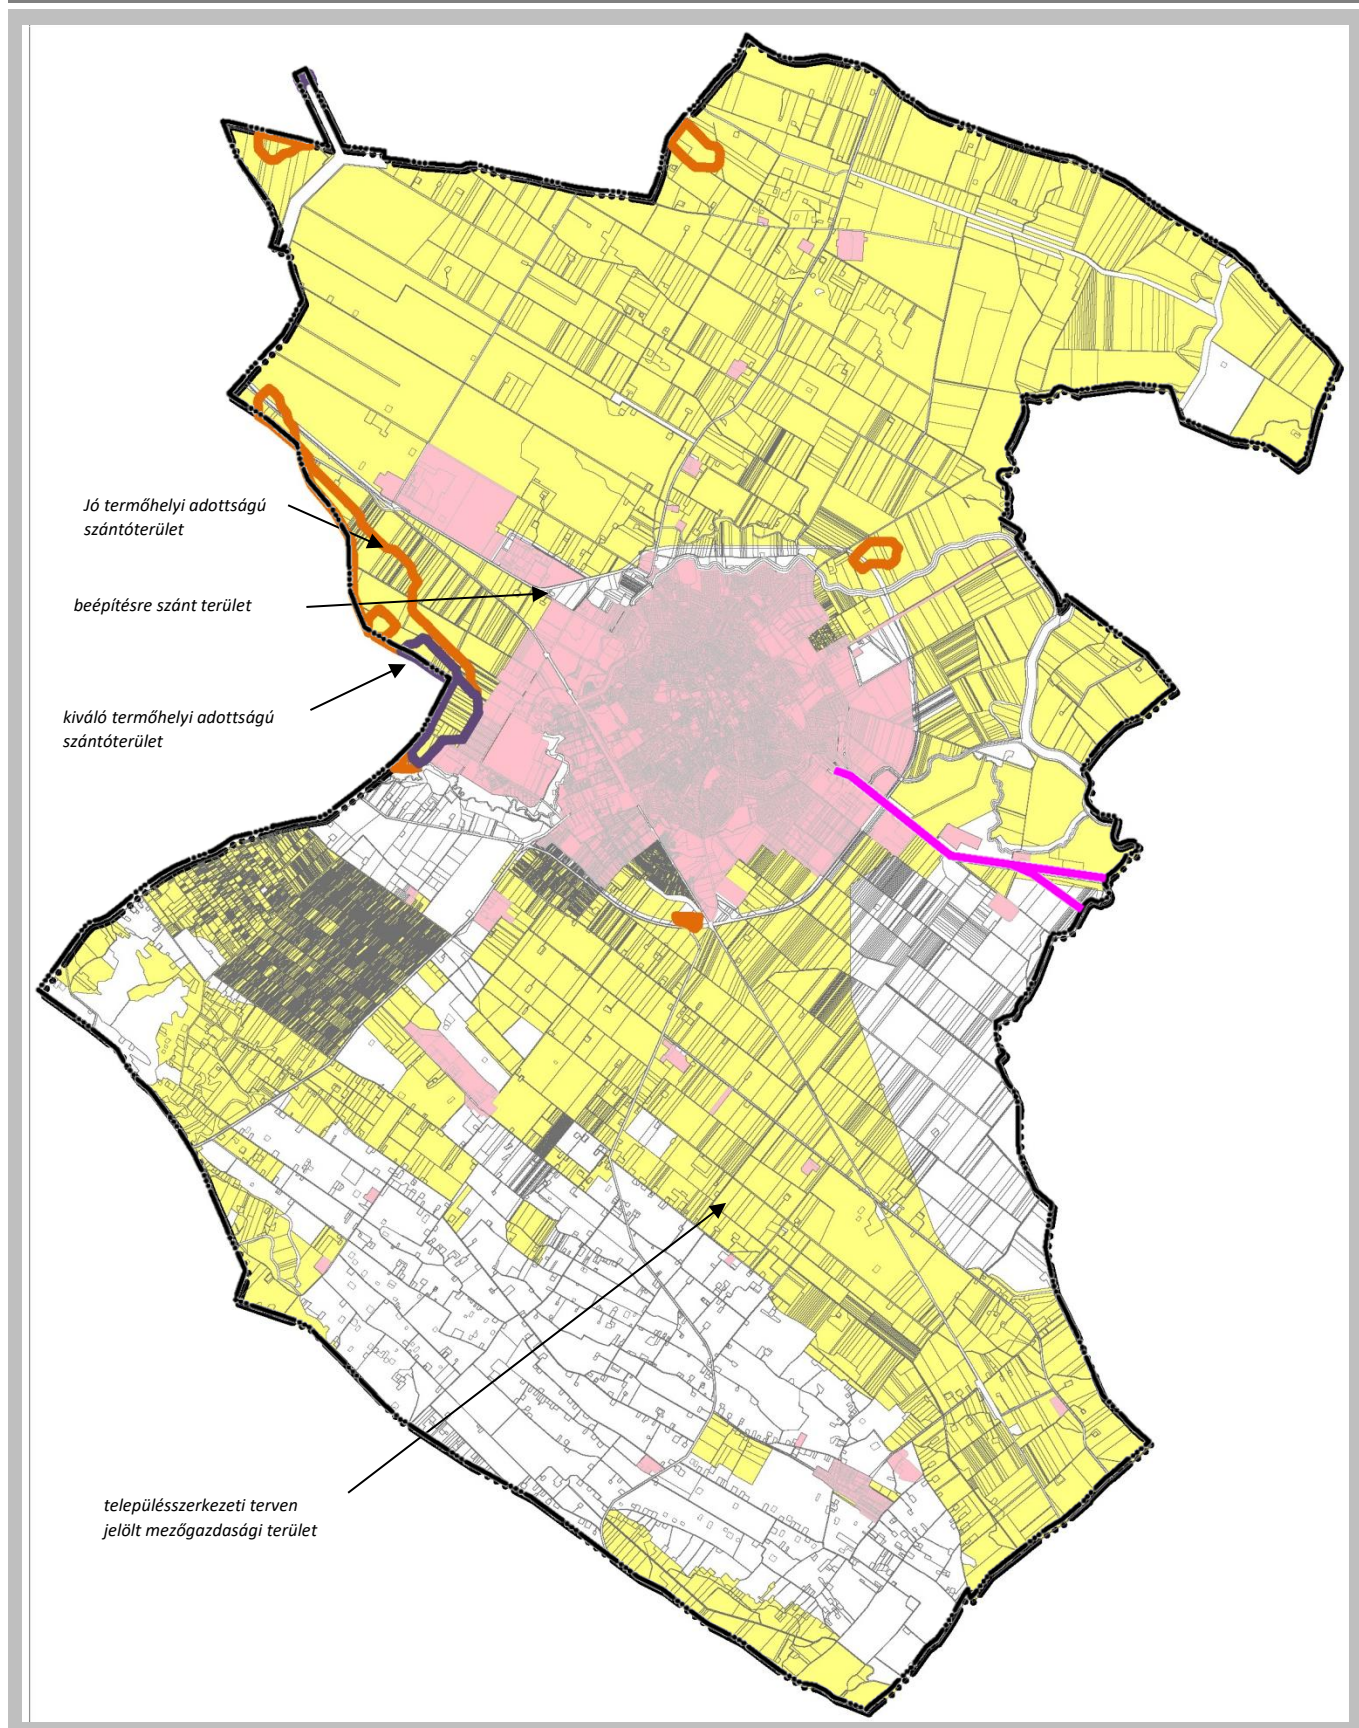 Jó termőhelyi adottságú
szántóterület
beépítésre szánt terület
kiváló termőhelyi adottságú
szántóterület
településszerkezeti terven
jelölt mezőgazdasági terület